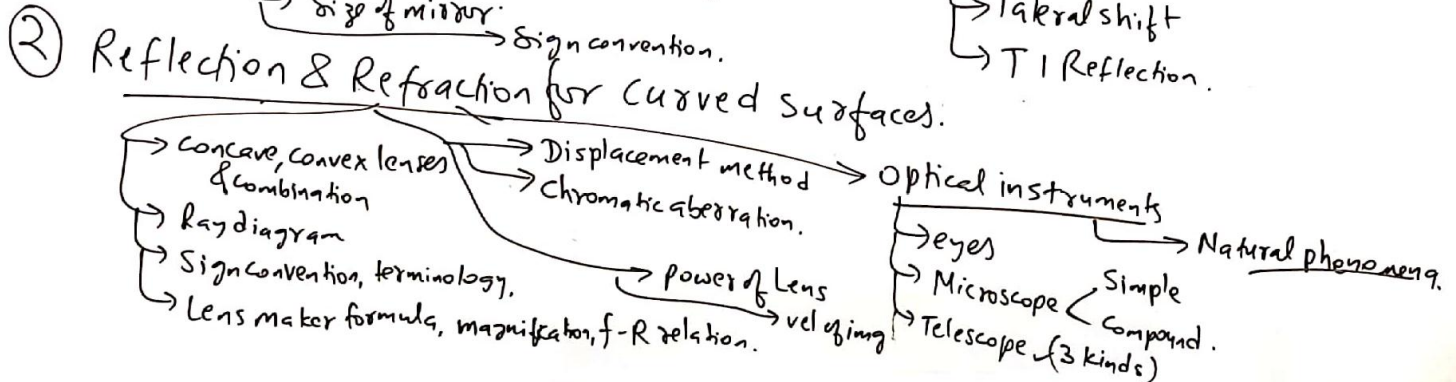 → Size of mirror.
→ Sign convention.
→ lateral shift
→ T I Reflection.
② Reflection & Refraction for curved surfaces.
→ Concave, convex lenses
& combination
→ Ray diagram
→ Sign convention, terminology.
→ Lens maker formula, magnification, f-R relation.
→ Displacement method
→ Chromatic aberration.
→ power of Lens
→ vel of img
→ optical instruments
→ eyes
→ Microscope < Simple
Compound.
→ Telescope (3 kinds)
→ Natural phenomena.